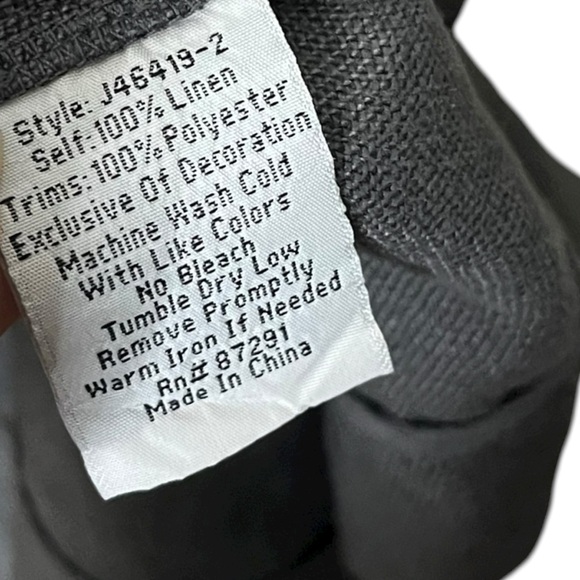 Style: J46419-2
Self: 100% Linen
Trims: 100% Polyester
Exclusive Of Decoration
Machine Wash Cold
With Like Colors
No Bleach
Tumble Dry Low
Remove Promptly
Warm Iron If Needed
Rn# 87291
Made In China